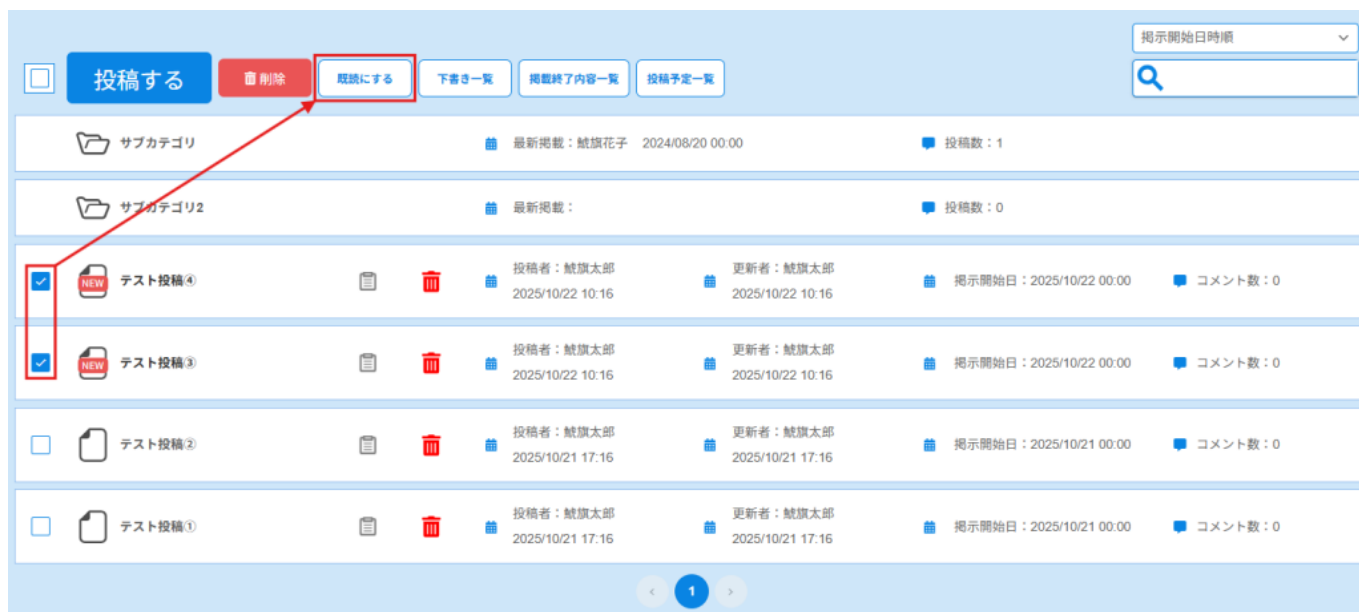 掲示開始日時順
投稿する
削除
既読にする
下書き一覧
掲載終了内容一覧
投稿予定一覧
サブカテゴリ
最新掲載：鯱旗花子 2024/08/20 00:00
投稿数：1
サブカテゴリ2
最新掲載：
投稿数：0
NEW
テスト投稿④
投稿者：鯱旗太郎
2025/10/22 10:16
更新者：鯱旗太郎
2025/10/22 10:16
掲示開始日：2025/10/22 00:00
コメント数：0
NEW
テスト投稿③
投稿者：鯱旗太郎
2025/10/22 10:16
更新者：鯱旗太郎
2025/10/22 10:16
掲示開始日：2025/10/22 00:00
コメント数：0
テスト投稿②
投稿者：鯱旗太郎
2025/10/21 17:16
更新者：鯱旗太郎
2025/10/21 17:16
掲示開始日：2025/10/21 00:00
コメント数：0
テスト投稿①
投稿者：鯱旗太郎
2025/10/21 17:16
更新者：鯱旗太郎
2025/10/21 17:16
掲示開始日：2025/10/21 00:00
コメント数：0
‹ 1 ›